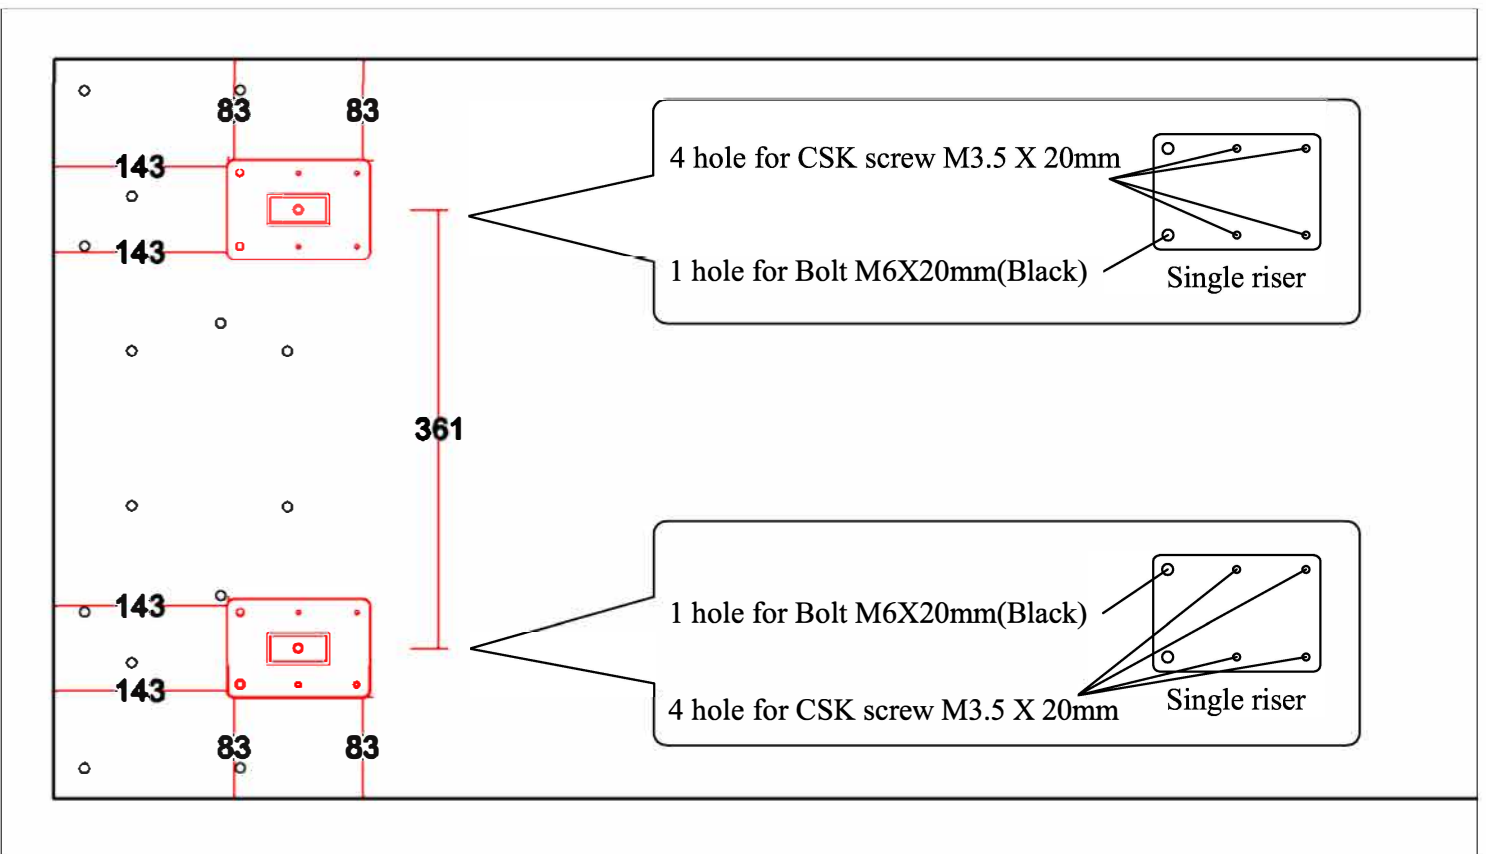 83 83
143
143
4 hole for CSK screw M3.5 X 20mm
1 hole for Bolt M6X20mm(Black)
Single riser
361
143
143
1 hole for Bolt M6X20mm(Black)
4 hole for CSK screw M3.5 X 20mm
Single riser
83 83